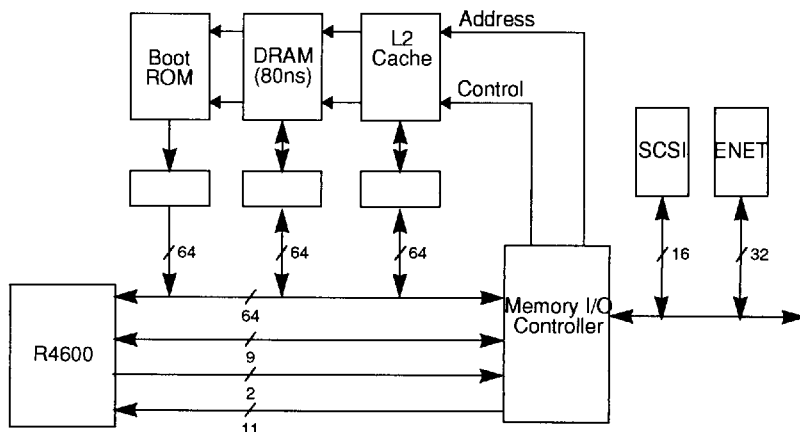 Address
Boot
ROM
DRAM
(80ns)
L2
Cache
Control
SCSI
ENET
64
64
64
16
32
R4600
64
9
2
11
Memory I/O
Controller